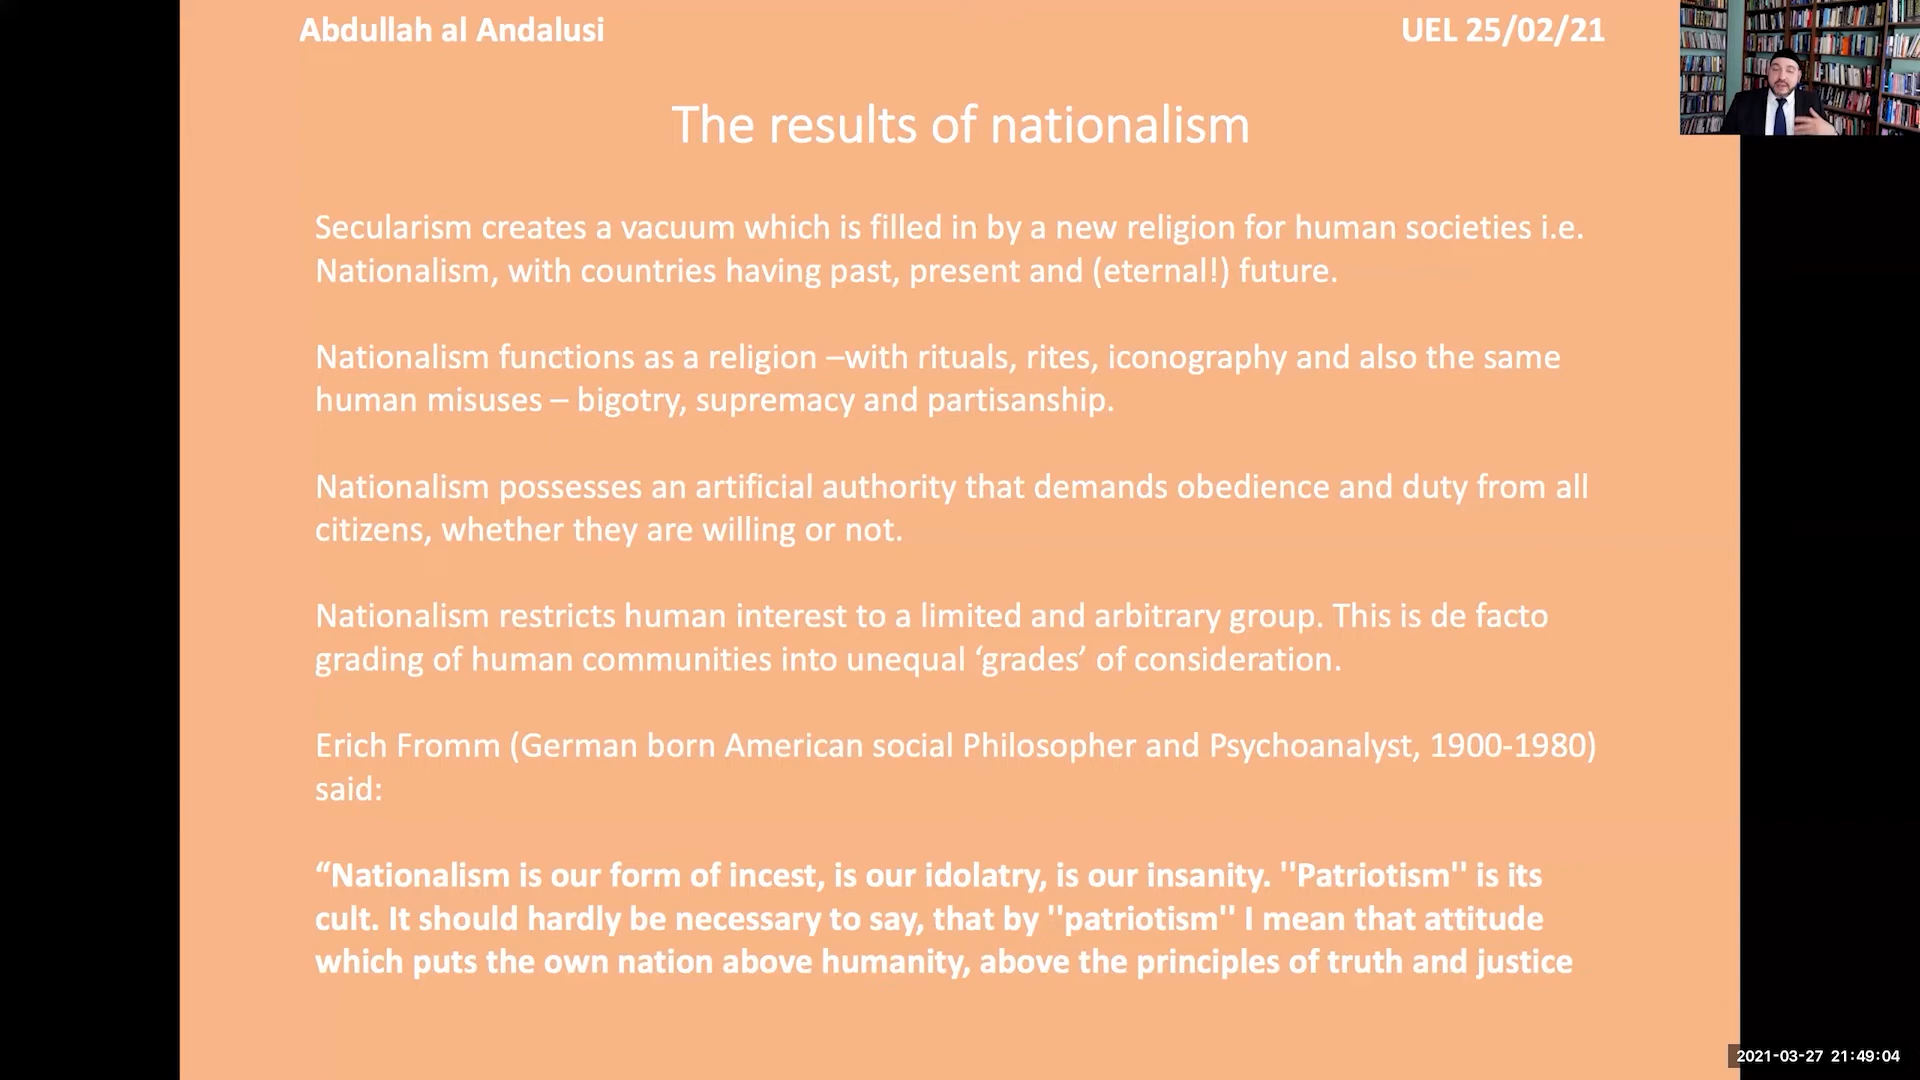 Abdullah al Andalusi
UEL 25/02/21
The results of nationalism
Secularism creates a vacuum which is filled in by a new religion for human societies i.e.
Nationalism, with countries having past, present and (eternal!) future.
Nationalism functions as a religion –with rituals, rites, iconography and also the same
human misuses – bigotry, supremacy and partisanship.
Nationalism possesses an artificial authority that demands obedience and duty from all
citizens, whether they are willing or not.
Nationalism restricts human interest to a limited and arbitrary group. This is de facto
grading of human communities into unequal ‘grades’ of consideration.
Erich Fromm (German born American social Philosopher and Psychoanalyst, 1900-1980)
said:
“Nationalism is our form of incest, is our idolatry, is our insanity. ''Patriotism'' is its
cult. It should hardly be necessary to say, that by ''patriotism'' I mean that attitude
which puts the own nation above humanity, above the principles of truth and justice
2021-03-27 21:49:04